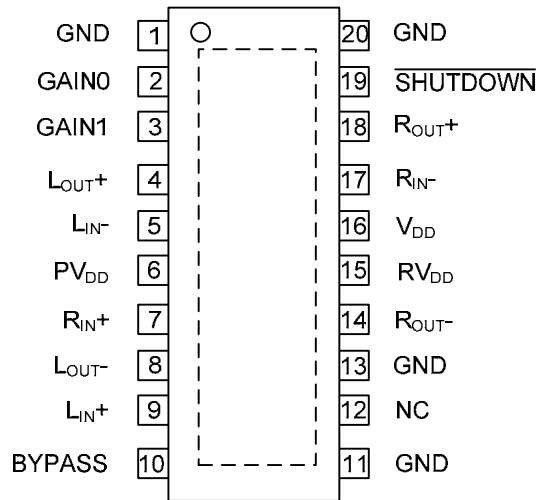 GND 1 20 GND
GAIN0 2 19 SHUTDOWN
GAIN1 3 18 ROUT+
LOUT+ 4 17 RIN-
LIN- 5 16 VDD
PVDD 6 15 RVDD
RIN+ 7 14 ROUT-
LOUT- 8 13 GND
LIN+ 9 12 NC
BYPASS 10 11 GND